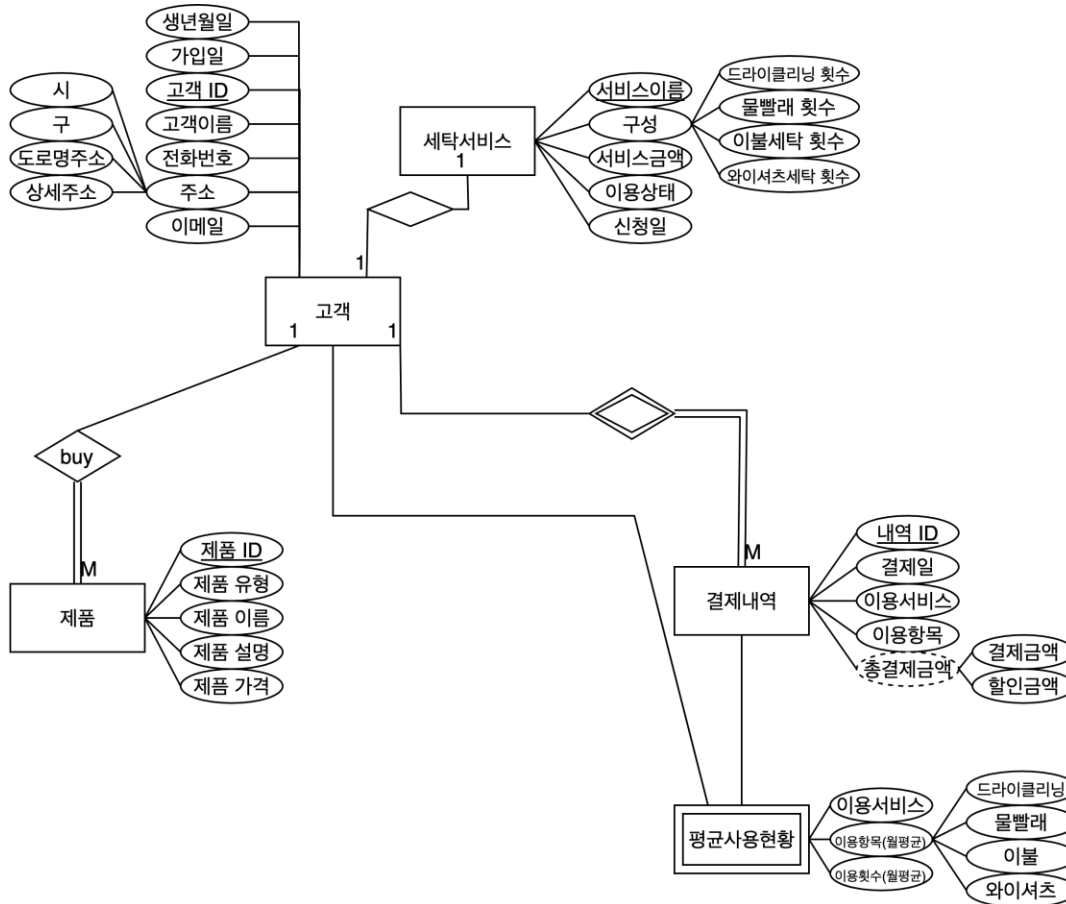 생년월일
가입일
고객 ID
고객이름
전화번호
주소
이메일
시
구
도로명주소
상세주소
세탁서비스
1
서비스이름
구성
서비스금액
이용상태
신청일
드라이클리닝 횟수
물빨래 횟수
이불세탁 횟수
와이셔츠세탁 횟수
1
고객
1
1
buy
M
제품
제품 ID
제품 유형
제품 이름
제품 설명
제픔 가격
M
결제내역
내역 ID
결제일
이용서비스
이용항목
총결제금액
결제금액
할인금액
평균사용현황
이용서비스
이용항목(월평균)
이용횟수(월평균)
드라이클리닝
물빨래
이불
와이셔츠